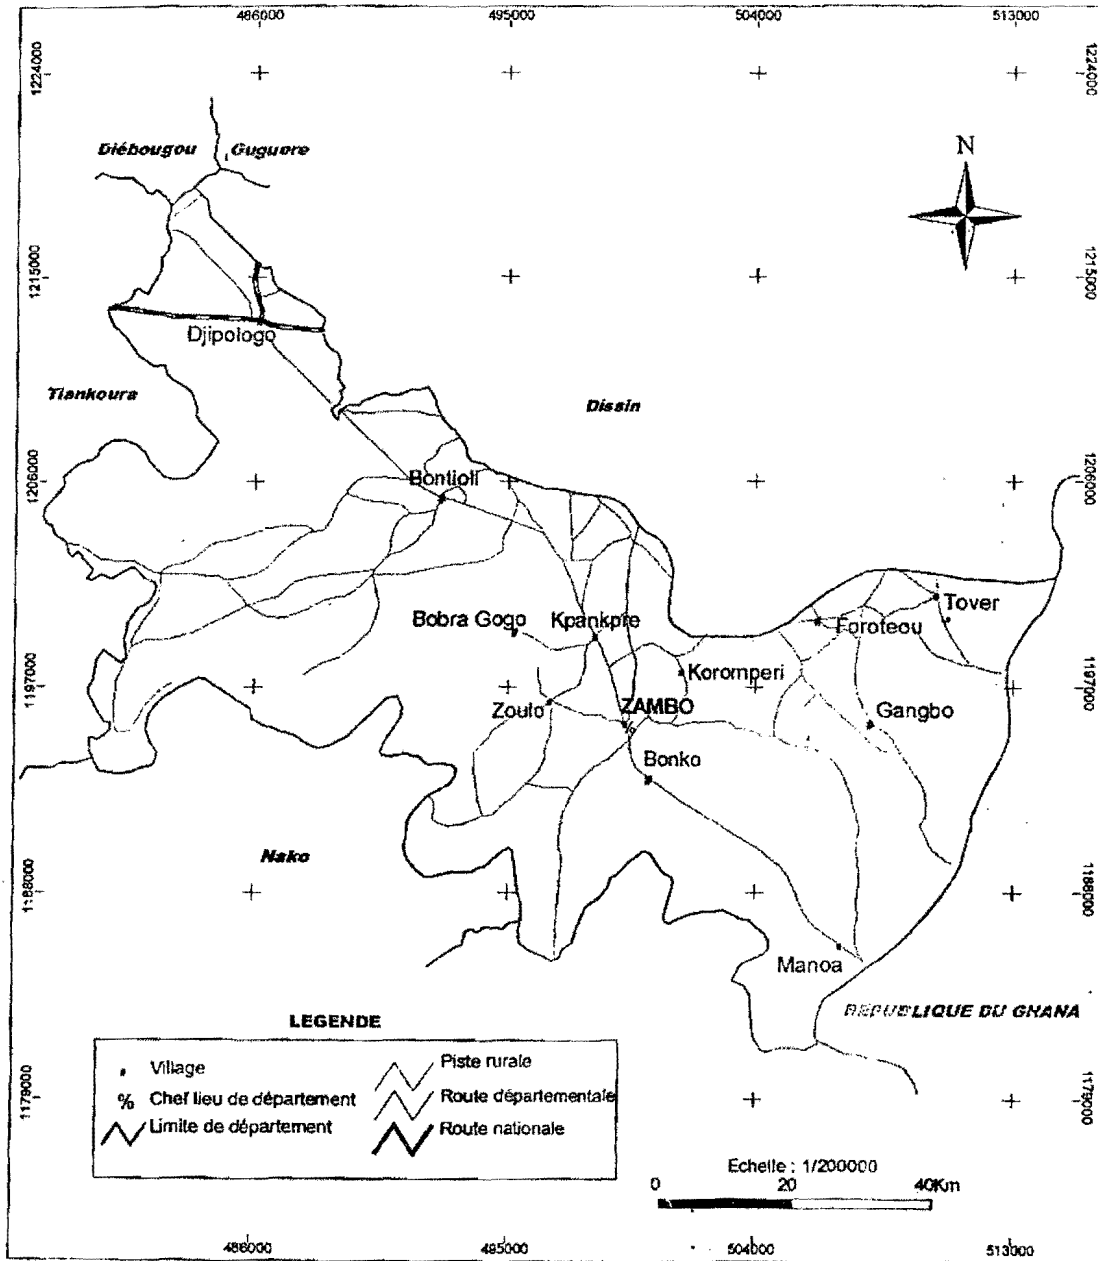 486000 495000 504000 513000
1224000 1224000
Diébougou Guguere
N
1215000 1215000
Djipologo
Tiankoura
Dissin
1206000 1206000
Bontioli
Tover
Bobra Gogo Kpankpre Foroteou
Koromperi
1197000 1197000
Zoulo ZAMBO Gangbo
%
Bonko
Nako
1188000 1188000
Manoa
REPUBLIQUE DU GHANA
LEGENDE
Village Piste rurale
% Chef lieu de département Route départementale
Limite de département Route nationale
1179000 1179000
Echelle : 1/200000
0 20 40Km
486000 495000 504000 513000